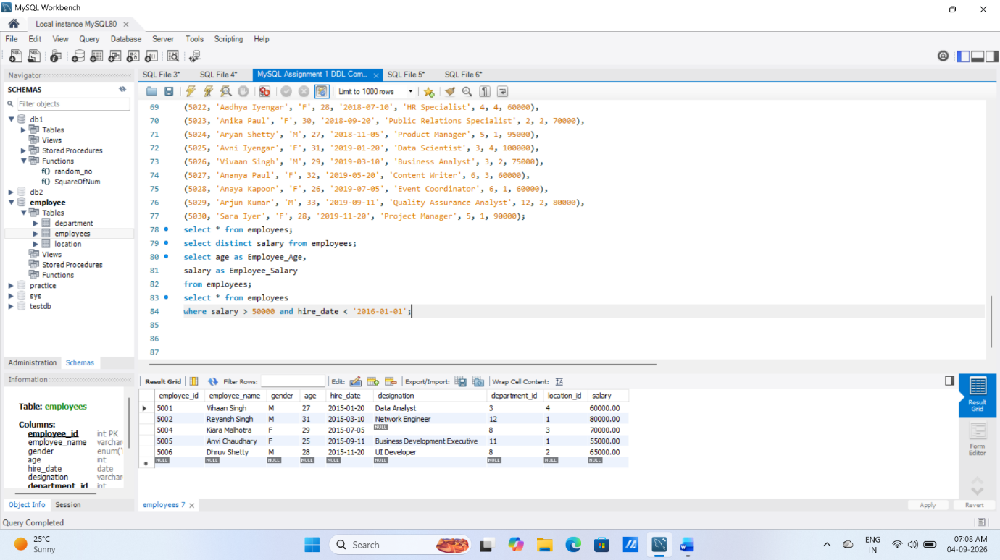 MySQL Workbench
Local instance MySQL80
File Edit View Query Database Server Tools Scripting Help
Navigator
SCHEMAS
Filter objects
db1
Tables
Views
Stored Procedures
Functions
f() random_no
f() SquareOfNum
db2
employee
Tables
department
employees
location
Views
Stored Procedures
Functions
practice
sys
testdb
Administration Schemas
Information
Table: employees
Columns:
employee_id int PK
employee_name varchar
gender enum('
age int
hire_date date
designation varchar
department_id int
Object Info Session
Query Completed
SQL File 3* SQL File 4* MySQL Assignment 1 DDL Com... SQL File 5* SQL File 6*
Limit to 1000 rows
69 (5022, 'Aadhya Iyengar', 'F', 28, '2018-07-10', 'HR Specialist', 4, 4, 60000),
70 (5023, 'Anika Paul', 'F', 30, '2018-09-20', 'Public Relations Specialist', 2, 2, 70000),
71 (5024, 'Aryan Shetty', 'M', 27, '2018-11-05', 'Product Manager', 5, 1, 95000),
72 (5025, 'Avni Iyengar', 'F', 31, '2019-01-20', 'Data Scientist', 3, 4, 100000),
73 (5026, 'Vivaan Singh', 'M', 29, '2019-03-10', 'Business Analyst', 3, 2, 75000),
74 (5027, 'Ananya Paul', 'F', 32, '2019-05-20', 'Content Writer', 6, 3, 60000),
75 (5028, 'Anaya Kapoor', 'F', 26, '2019-07-05', 'Event Coordinator', 6, 1, 60000),
76 (5029, 'Arjun Kumar', 'M', 33, '2019-09-11', 'Quality Assurance Analyst', 12, 2, 80000),
77 (5030, 'Sara Iyer', 'F', 28, '2019-11-20', 'Project Manager', 5, 1, 90000);
78 select * from employees;
79 select distinct salary from employees;
80 select age as Employee_Age,
81 salary as Employee_Salary
82 from employees;
83 select * from employees
84 where salary > 50000 and hire_date < '2016-01-01';
85
86
87
Result Grid Filter Rows: Edit: Export/Import: Wrap Cell Content:
employee_id employee_name gender age hire_date designation department_id location_id salary
5001 Vihaan Singh M 27 2015-01-20 Data Analyst 3 4 60000.00
5002 Reyansh Singh M 31 2015-03-10 Network Engineer 12 1 80000.00
5004 Kiara Malhotra F 29 2015-07-05 NULL 8 3 70000.00
5005 Anvi Chaudhary F 25 2015-09-11 Business Development Executive 11 1 55000.00
5006 Dhruv Shetty M 28 2015-11-20 UI Developer 8 2 65000.00
NULL NULL NULL NULL NULL NULL NULL NULL NULL
Result Grid
Form Editor
employees 7
Apply Revert
25°C
Sunny
Search
ENG
IN
07:08 AM
04-09-2026